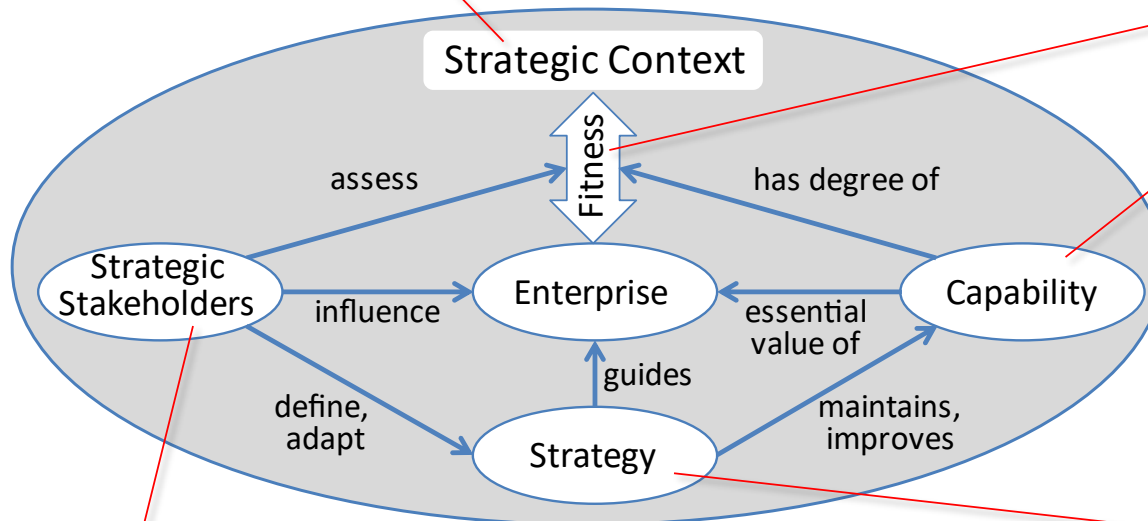 Strategic Context
Fitness
assess
has degree of
Strategic
Stakeholders
influence
Enterprise
essential
value of
Capability
guides
define,
adapt
maintains,
improves
Strategy